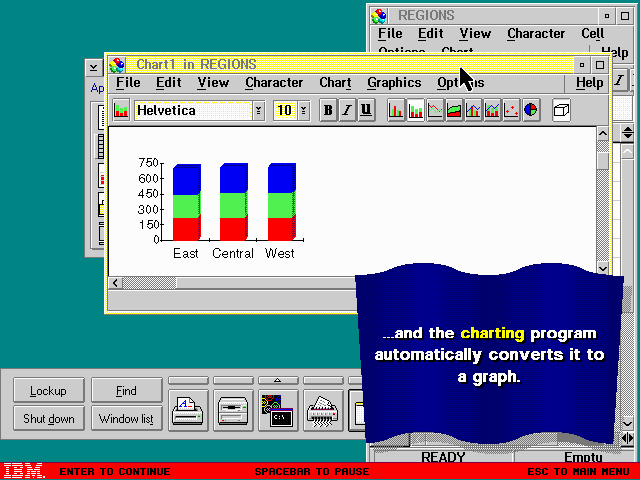 REGIONS
File Edit View Character Cell
Options Chart Help
Chart1 in REGIONS
File Edit View Character Chart Graphics Options Help
Helvetica 10 B I U
I
Ap
750
600
450
300
150
0
East Central West
...and the charting program
automatically converts it to
a graph.
Lockup Find
Shut down Window list
C:\
READY Empty
IBM ENTER TO CONTINUE SPACEBAR TO PAUSE ESC TO MAIN MENU